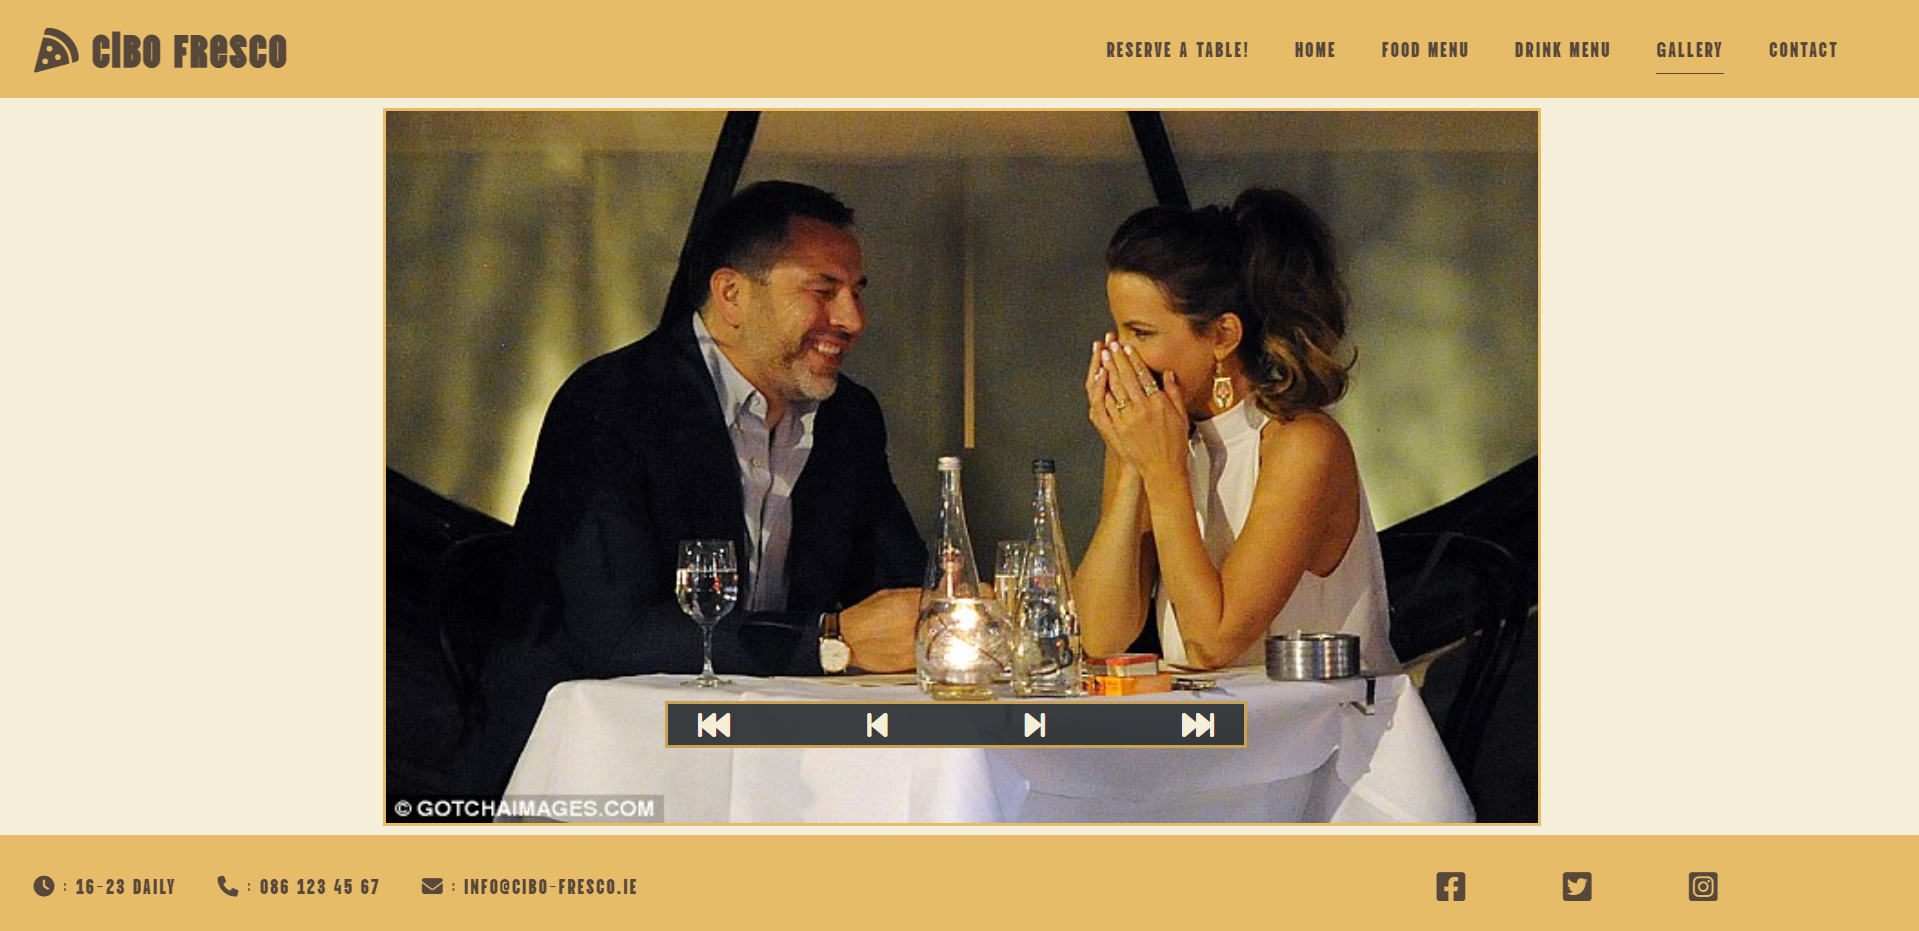 CIBO FRESCO
RESERVE A TABLE! HOME FOOD MENU DRINK MENU GALLERY CONTACT
© GOTCHAIMAGES.COM
: 16-23 DAILY : 086 123 45 67 : INFO@CIBO-FRESCO.IE